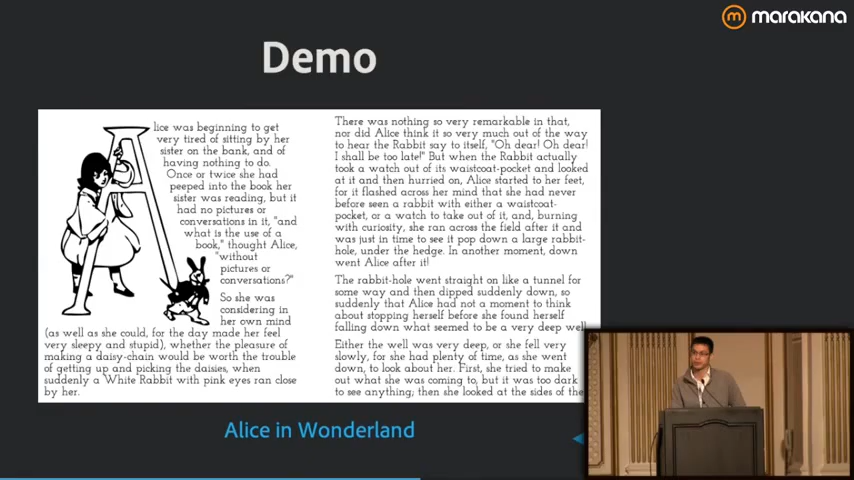 marakana
Demo
lice was beginning to get
very tired of sitting by her
sister on the bank, and of
having nothing to do.
Once or twice she had
peeped into the book her
sister was reading, but it
had no pictures or
conversations in it, "and
what is the use of a
book," thought Alice,
"without
pictures or
conversations?"
So she was
considering in
her own mind
(as well as she could, for the day made her feel
very sleepy and stupid), whether the pleasure of
making a daisy-chain would be worth the trouble
of getting up and picking the daisies, when
suddenly a White Rabbit with pink eyes ran close
by her.
There was nothing so very remarkable in that,
nor did Alice think it so very much out of the way
to hear the Rabbit say to itself, "Oh dear! Oh dear!
I shall be too late!" But when the Rabbit actually
took a watch out of its waistcoat-pocket and looked
at it and then hurried on, Alice started to her feet,
for it flashed across her mind that she had never
before seen a rabbit with either a waistcoat-
pocket, or a watch to take out of it, and, burning
with curiosity, she ran across the field after it and
was just in time to see it pop down a large rabbit-
hole, under the hedge. In another moment, down
went Alice after it!
The rabbit-hole went straight on like a tunnel for
some way and then dipped suddenly down, so
suddenly that Alice had not a moment to think
about stopping herself before she found herself
falling down what seemed to be a very deep well
Either the well was very deep, or she fell very
slowly, for she had plenty of time, as she went
down, to look about her. First, she tried to make
out what she was coming to, but it was too dark
to see anything; then she looked at the sides of the
Alice in Wonderland